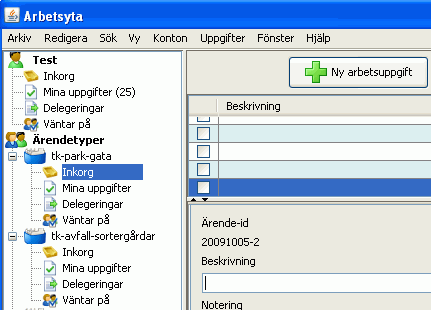 Arbetsyta
Arkiv Redigera Sök Vy Konton Uppgifter Fönster Hjälp
Test
Inkorg
Mina uppgifter (25)
Delegeringar
Väntar på
Ärendetyper
tk-park-gata
Inkorg
Mina uppgifter
Delegeringar
Väntar på
tk-avfall-sortergårdar
Inkorg
Mina uppgifter
Delegeringar
Väntar på
Ny arbetsuppgift
Beskrivning
Ärende-id
20091005-2
Beskrivning
Notering